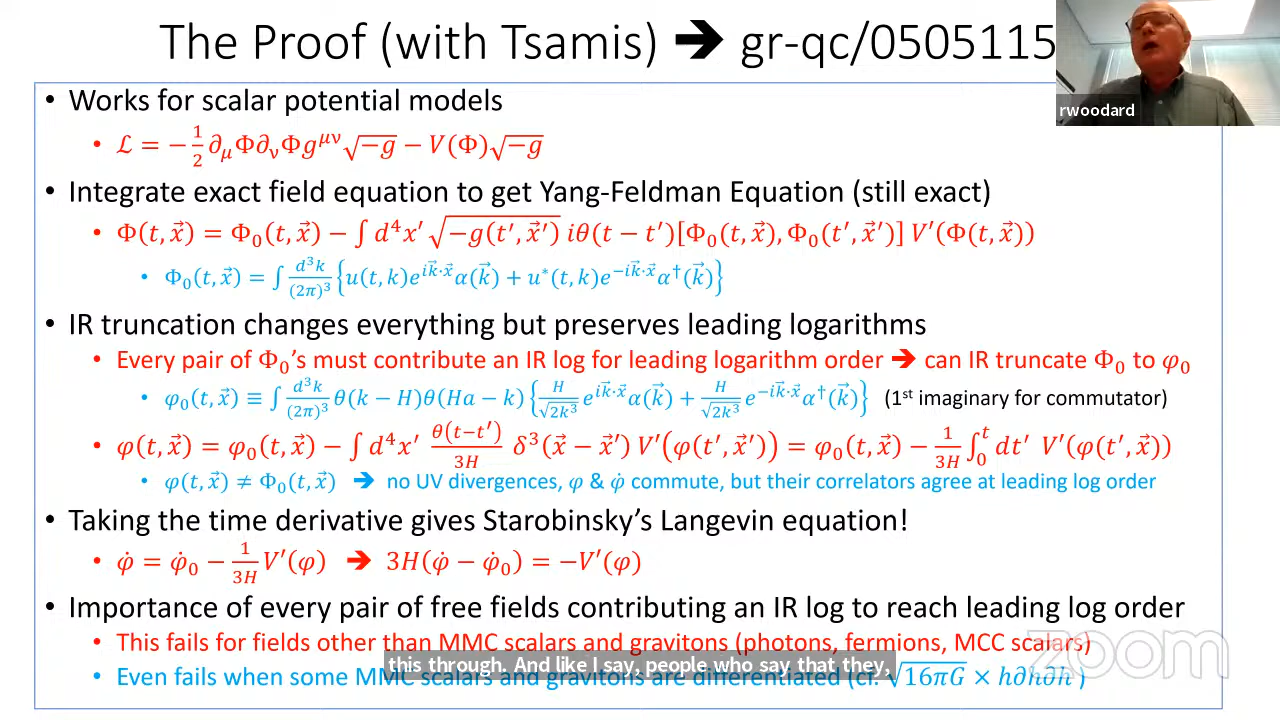 The Proof (with Tsamis) 🡺 gr-qc/0505115
rwoodard
• Works for scalar potential models
• ℒ = −½ ∂_μΦ∂_νΦg^{μν}√−g − V(Φ)√−g
• Integrate exact field equation to get Yang-Feldman Equation (still exact)
• Φ(t, x⃗) = Φ₀(t, x⃗) − ∫ d⁴x′ √−g(t′, x⃗′) iθ(t − t′)[Φ₀(t, x⃗), Φ₀(t′, x⃗′)] V′(Φ(t, x⃗))
• Φ₀(t, x⃗) = ∫ d³k/(2π)³ {u(t, k)e^{ik⃗·x⃗}α(k⃗) + u*(t, k)e^{−ik⃗·x⃗}α†(k⃗)}
• IR truncation changes everything but preserves leading logarithms
• Every pair of Φ₀'s must contribute an IR log for leading logarithm order 🡺 can IR truncate Φ₀ to φ₀
• φ₀(t, x⃗) ≡ ∫ d³k/(2π)³ θ(k − H)θ(Ha − k) {H/√2k³ e^{ik⃗·x⃗}α(k⃗) + H/√2k³ e^{−ik⃗·x⃗}α†(k⃗)} (1st imaginary for commutator)
• φ(t, x⃗) = φ₀(t, x⃗) − ∫ d⁴x′ θ(t−t′)/3H δ³(x⃗ − x⃗′) V′(φ(t′, x⃗′)) = φ₀(t, x⃗) − 1/3H ∫₀ᵗ dt′ V′(φ(t′, x⃗))
• φ(t, x⃗) ≠ Φ₀(t, x⃗) 🡺 no UV divergences, φ & φ̇ commute, but their correlators agree at leading log order
• Taking the time derivative gives Starobinsky's Langevin equation!
• φ̇ = φ̇₀ − 1/3H V′(φ) 🡺 3H(φ̇ − φ̇₀) = −V′(φ)
• Importance of every pair of free fields contributing an IR log to reach leading log order
• This fails for fields other than MMC scalars and gravitons (photons, fermions, MCC scalars)
this through. And like I say, people who say that they,
• Even fails when some MMC scalars and gravitons are differentiated (cf. √16πG × h∂h∂h )
zoom